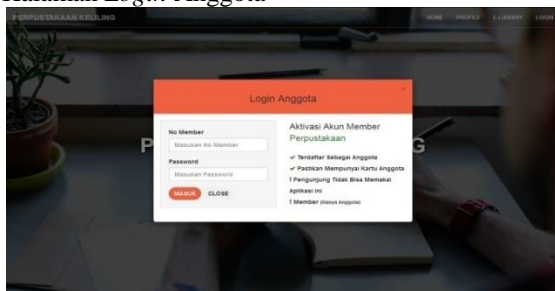 Halaman Login Anggota
PERPUSTAKAAN KELILING
HOME PROFILE E-LIBRARY LOGIN
Login Anggota
×
No Member
Masukan No Member
Password
Masukan Password
MASUK CLOSE
Aktivasi Akun Member
Perpustakaan
✓ Terdaftar Sebagai Anggota
✓ Pastikan Mempunyai Kartu Anggota
! Pengunjung Tidak Bisa Memakai
Aplikasi ini
! Member (Hanya Anggota)
P
G